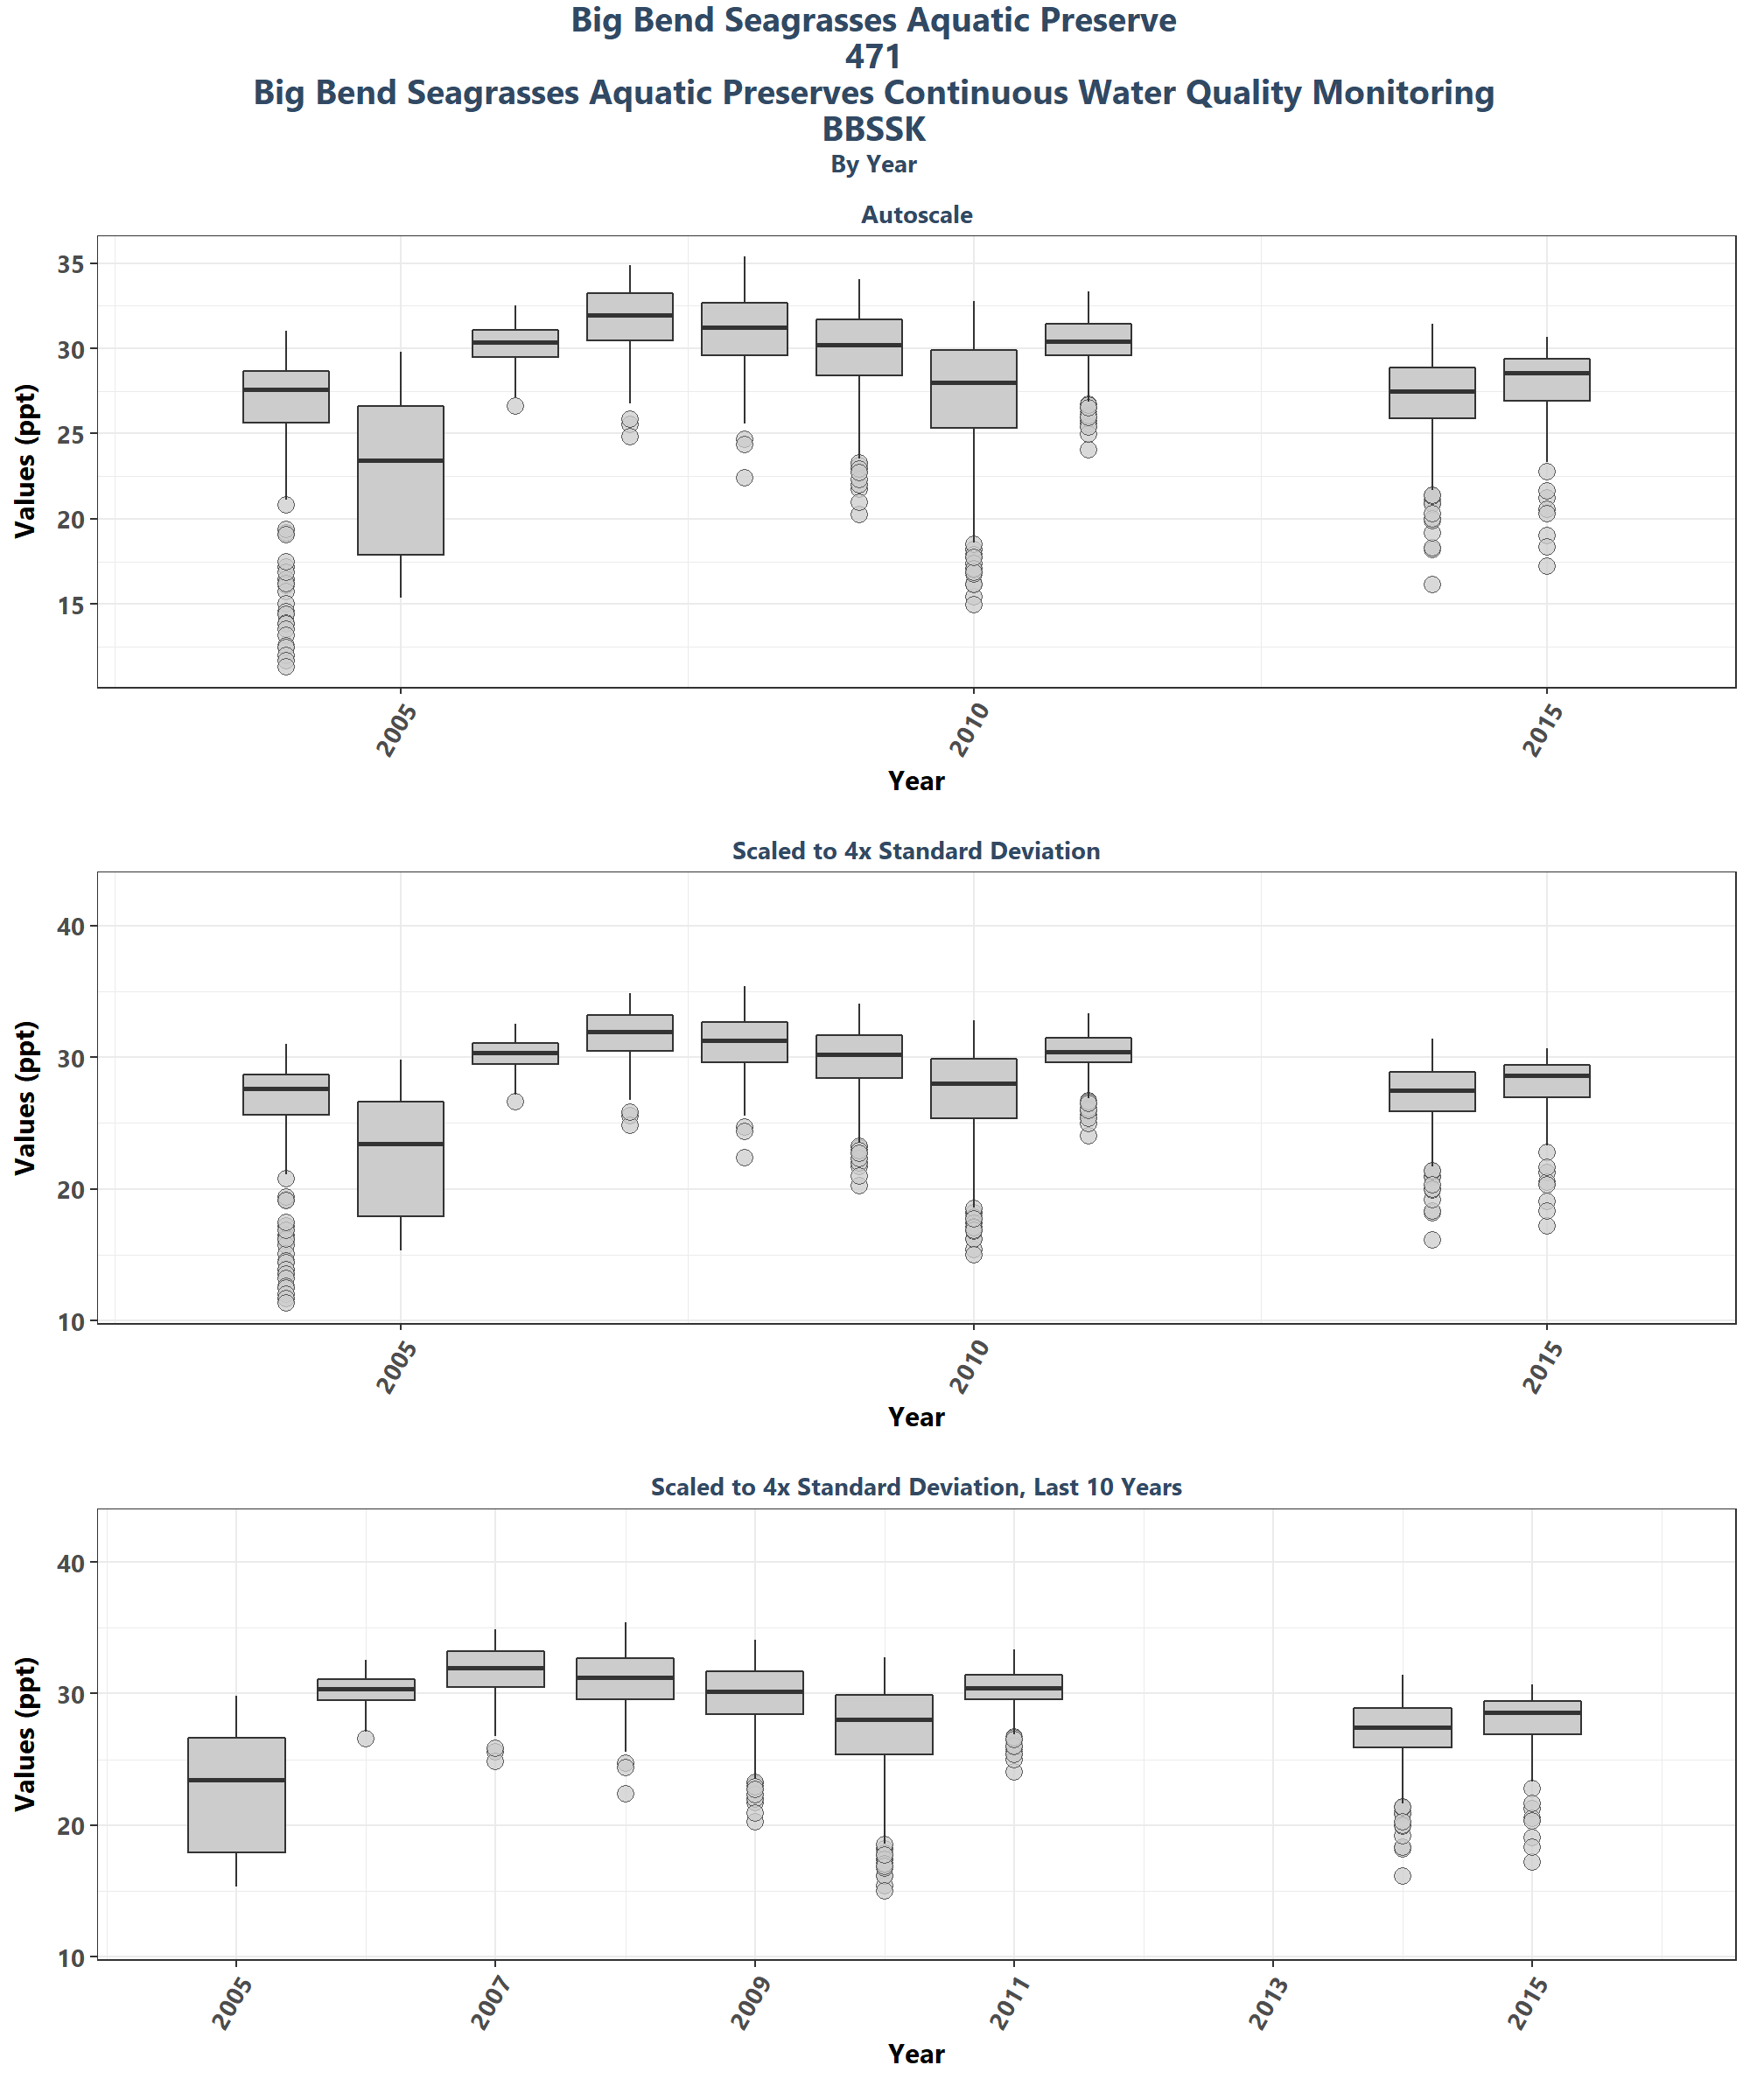 Big Bend Seagrasses Aquatic Preserve
471
Big Bend Seagrasses Aquatic Preserves Continuous Water Quality Monitoring
BBSSK
By Year
Autoscale
35
30
25
20
15
Values (ppt)
2005 2010 2015
Year
Scaled to 4x Standard Deviation
40
30
20
10
Values (ppt)
2005 2010 2015
Year
Scaled to 4x Standard Deviation, Last 10 Years
40
30
20
10
Values (ppt)
2005 2007 2009 2011 2013 2015
Year